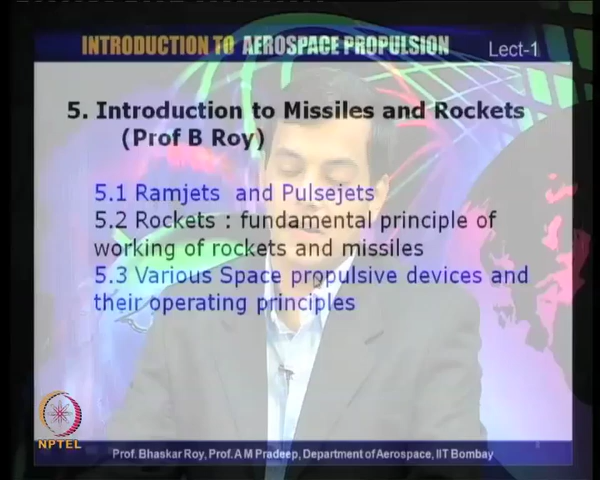 INTRODUCTION TO AEROSPACE PROPULSION
Lect-1
5. Introduction to Missiles and Rockets
(Prof B Roy)
5.1 Ramjets and Pulsejets
5.2 Rockets : fundamental principle of
working of rockets and missiles
5.3 Various Space propulsive devices and
their operating principles
NPTEL
Prof. Bhaskar Roy, Prof. A M Pradeep, Department of Aerospace, IIT Bombay